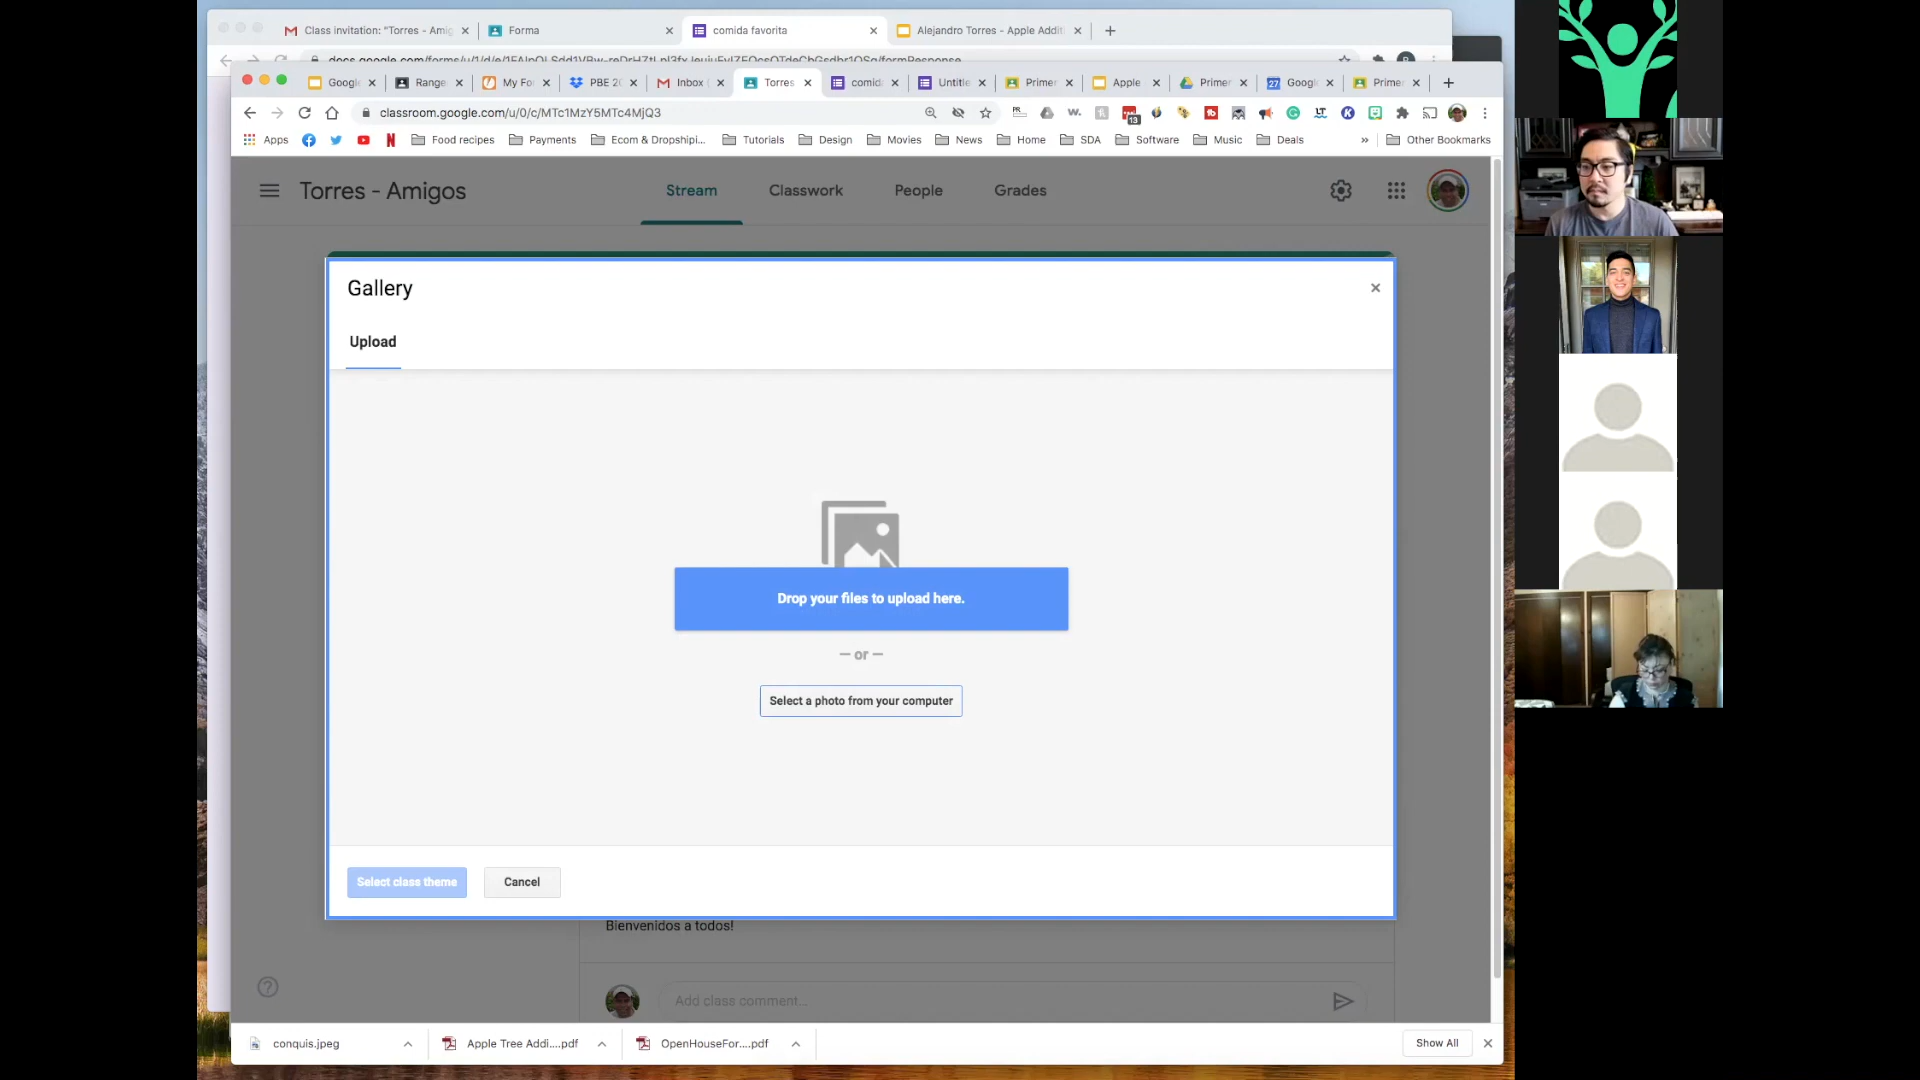 Class invitation: "Torres - Amig
Forma
comida favorita
Alejandro Torres - Apple Addit
Google
Range
My Fo
PBE 20
Inbox (
Torres
comid
Untitle
Primer
Apple
Primer
Googl
Primer
classroom.google.com/u/0/c/MTc1MzY5MTc4MjQ3
Apps
Food recipes
Payments
Ecom & Dropshipi...
Tutorials
Design
Movies
News
Home
SDA
Software
Music
Deals
»
Other Bookmarks
Torres - Amigos
Stream
Classwork
People
Grades
Gallery
Upload
Drop your files to upload here.
— or —
Select a photo from your computer
Select class theme
Cancel
Bienvenidos a todos!
Add class comment...
conquis.jpeg
Apple Tree Addi....pdf
OpenHouseFor....pdf
Show All